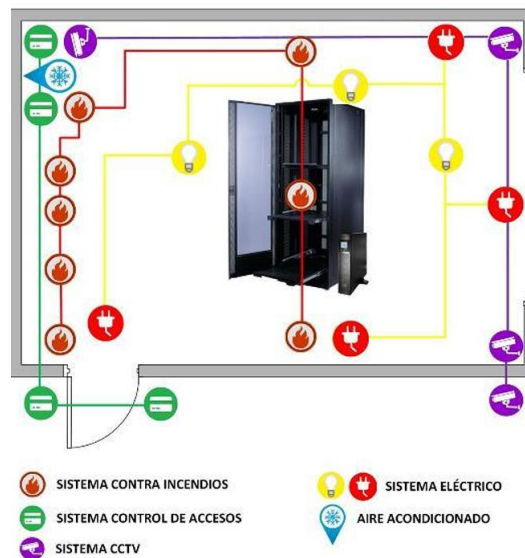 SISTEMA CONTRA INCENDIOS
SISTEMA ELÉCTRICO
SISTEMA CONTROL DE ACCESOS
AIRE ACONDICIONADO
SISTEMA CCTV